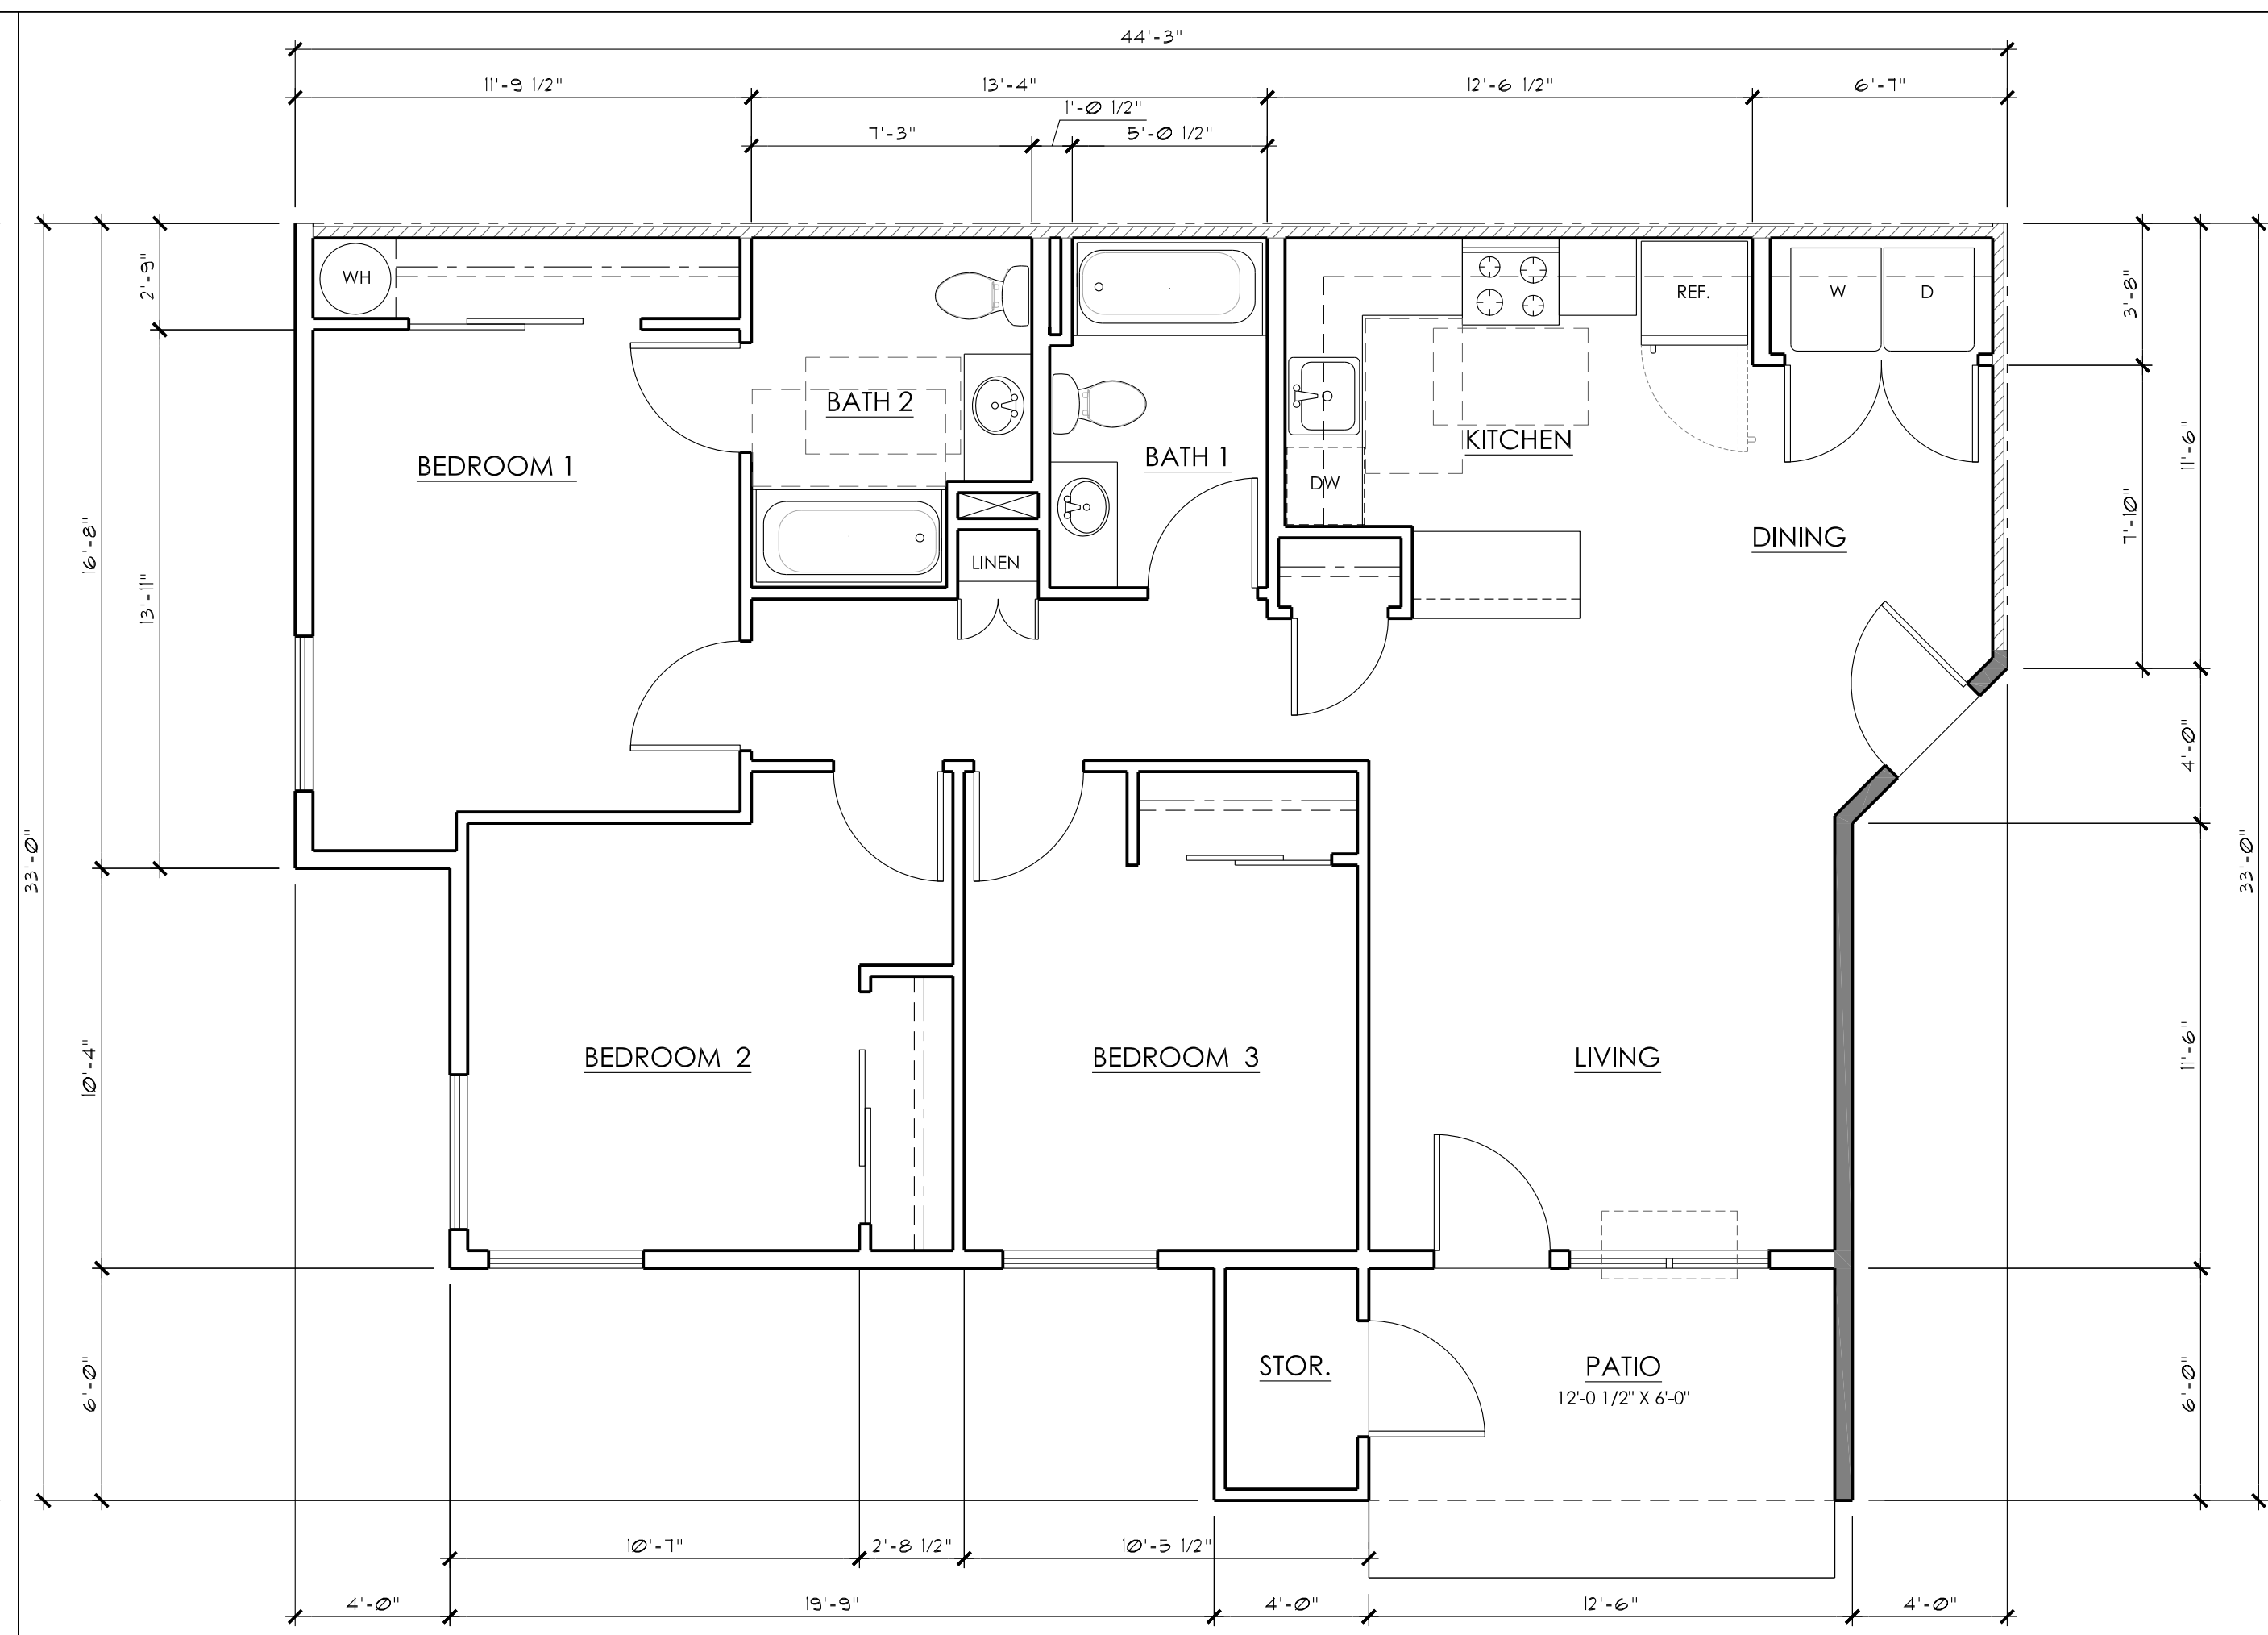 44'-3"
11'-9 1/2"
13'-4"
12'-6 1/2"
6'-7"
1'-0 1/2"
7'-3"
5'-0 1/2"
WH
REF.
W
D
2'-9"
3'-8"
BATH 2
KITCHEN
BEDROOM 1
BATH 1
11'-6"
DW
16'-8"
7'-10"
DINING
LINEN
13'-11"
4'-0"
33'-0"
33'-0"
10'-4"
BEDROOM 2
BEDROOM 3
LIVING
11'-6"
6'-0"
STOR.
PATIO
12'-0 1/2" X 6'-0"
6'-0"
10'-7"
2'-8 1/2"
10'-5 1/2"
4'-0"
19'-9"
4'-0"
12'-6"
4'-0"